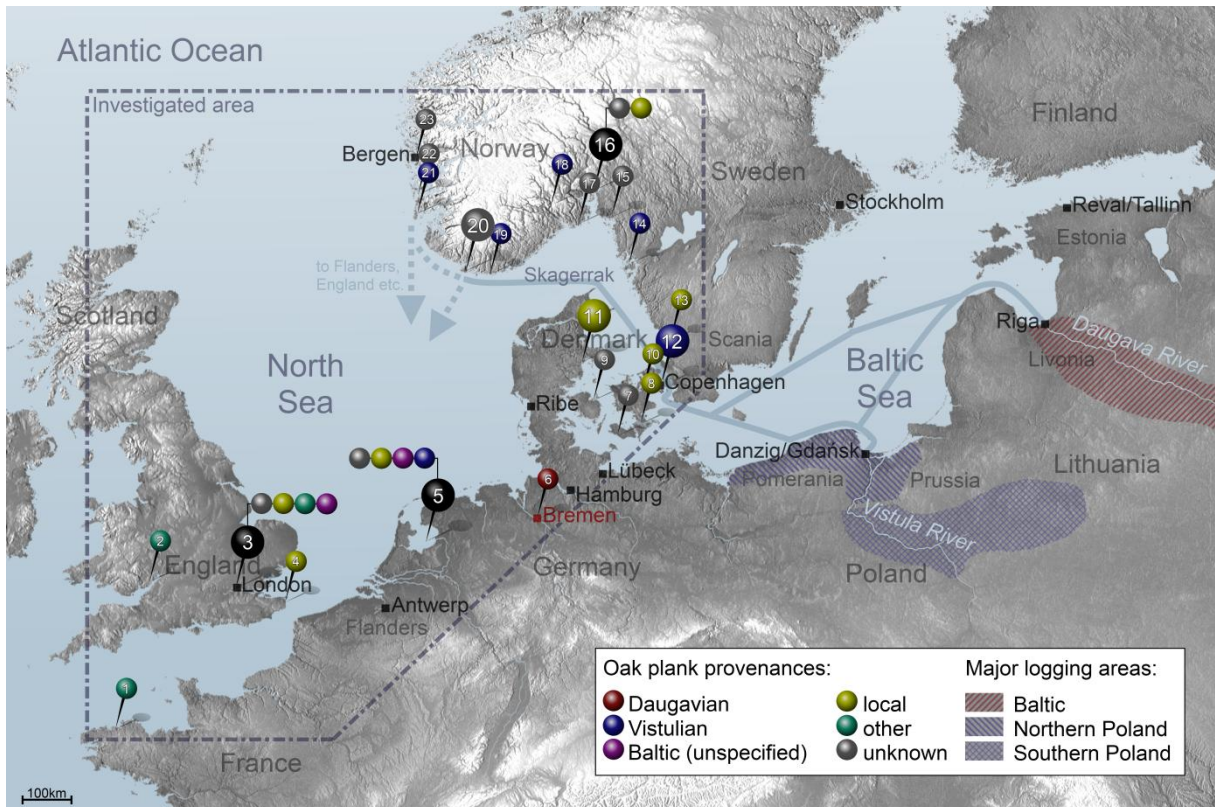 Atlantic Ocean
Investigated area
Finland
23
16
Bergen
22
Norway
21
18
17
15
Sweden
Stockholm
Reval/Tallinn
Estonia
20
19
14
to Flanders,
England etc.
Skagerrak
Scotland
13
11
Denmark
12
Scania
Riga
Daugava River
Livonia
North
Sea
9
10
8
Copenhagen
7
Baltic
Sea
Ribe
Danzig/Gdańsk
Pomerania
Prussia
Lithuania
Lübeck
Hamburg
6
5
Bremen
Vistula River
2
3
England
4
London
Germany
Poland
Antwerp
Flanders
1
France
100km
Oak plank provenances:
Daugavian
Vistulian
Baltic (unspecified)
local
other
unknown
Major logging areas:
Baltic
Northern Poland
Southern Poland